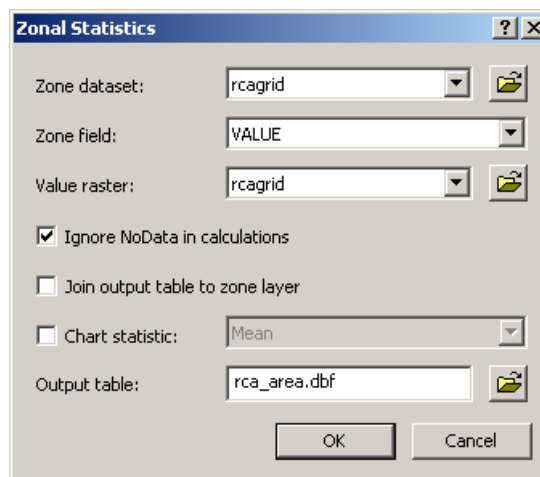 Zonal Statistics
Zone dataset: rcagrid
Zone field: VALUE
Value raster: rcagrid
Ignore NoData in calculations
Join output table to zone layer
Chart statistic: Mean
Output table: rca_area.dbf
OK Cancel